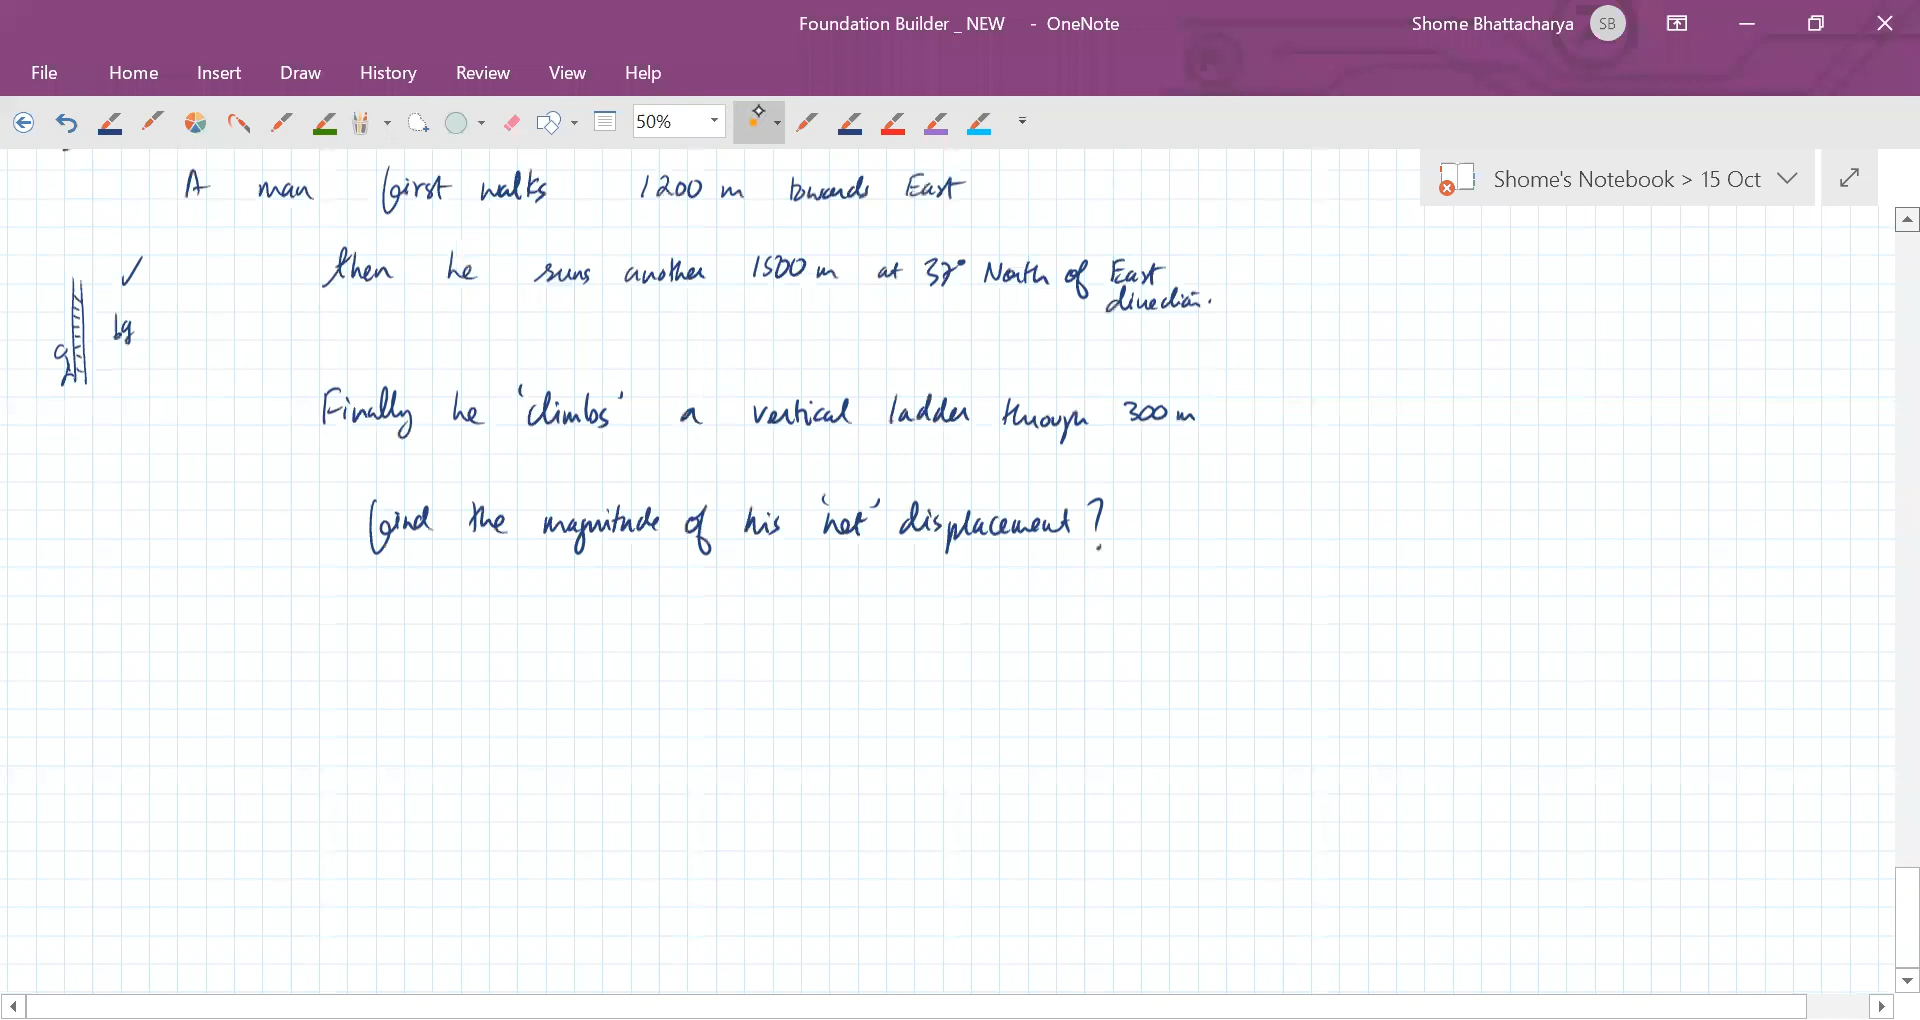 Foundation Builder _ NEW - OneNote
Shome Bhattacharya SB
File Home Insert Draw History Review View Help
50%
Shome's Notebook > 15 Oct
A man first walks 1200 m towards East
then he runs another 1500 m at 37° North of East
direction.
Finally he 'climbs' a vertical ladder through 300 m
find the magnitude of his 'net' displacement?